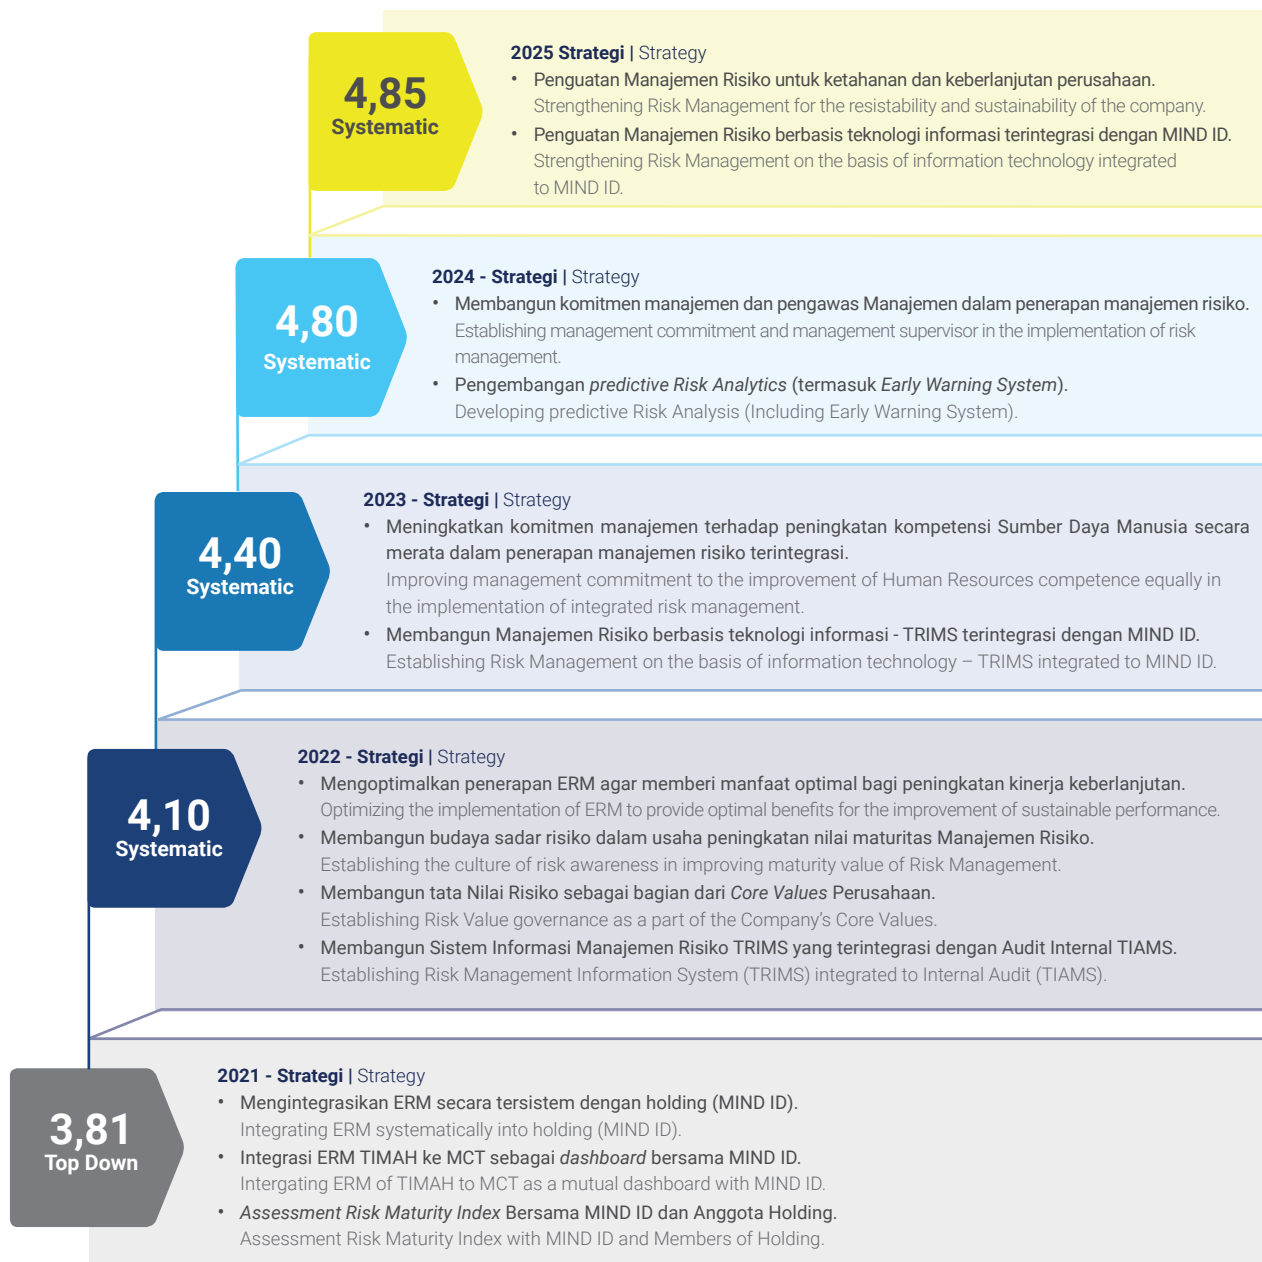 4,85
Systematic
2025 Strategi | Strategy
• Penguatan Manajemen Risiko untuk ketahanan dan keberlanjutan perusahaan.
Strengthening Risk Management for the resistability and sustainability of the company.
• Penguatan Manajemen Risiko berbasis teknologi informasi terintegrasi dengan MIND ID.
Strengthening Risk Management on the basis of information technology integrated
to MIND ID.
4,80
Systematic
2024 - Strategi | Strategy
• Membangun komitmen manajemen dan pengawas Manajemen dalam penerapan manajemen risiko.
Establishing management commitment and management supervisor in the implementation of risk
management.
• Pengembangan predictive Risk Analytics (termasuk Early Warning System).
Developing predictive Risk Analysis (Including Early Warning System).
4,40
Systematic
2023 - Strategi | Strategy
• Meningkatkan komitmen manajemen terhadap peningkatan kompetensi Sumber Daya Manusia secara
merata dalam penerapan manajemen risiko terintegrasi.
Improving management commitment to the improvement of Human Resources competence equally in
the implementation of integrated risk management.
• Membangun Manajemen Risiko berbasis teknologi informasi - TRIMS terintegrasi dengan MIND ID.
Establishing Risk Management on the basis of information technology – TRIMS integrated to MIND ID.
4,10
Systematic
2022 - Strategi | Strategy
• Mengoptimalkan penerapan ERM agar memberi manfaat optimal bagi peningkatan kinerja keberlanjutan.
Optimizing the implementation of ERM to provide optimal benefits for the improvement of sustainable performance.
• Membangun budaya sadar risiko dalam usaha peningkatan nilai maturitas Manajemen Risiko.
Establishing the culture of risk awareness in improving maturity value of Risk Management.
• Membangun tata Nilai Risiko sebagai bagian dari Core Values Perusahaan.
Establishing Risk Value governance as a part of the Company's Core Values.
• Membangun Sistem Informasi Manajemen Risiko TRIMS yang terintegrasi dengan Audit Internal TIAMS.
Establishing Risk Management Information System (TRIMS) integrated to Internal Audit (TIAMS).
3,81
Top Down
2021 - Strategi | Strategy
• Mengintegrasikan ERM secara tersistem dengan holding (MIND ID).
Integrating ERM systematically into holding (MIND ID).
• Integrasi ERM TIMAH ke MCT sebagai dashboard bersama MIND ID.
Intergating ERM of TIMAH to MCT as a mutual dashboard with MIND ID.
• Assessment Risk Maturity Index Bersama MIND ID dan Anggota Holding.
Assessment Risk Maturity Index with MIND ID and Members of Holding.